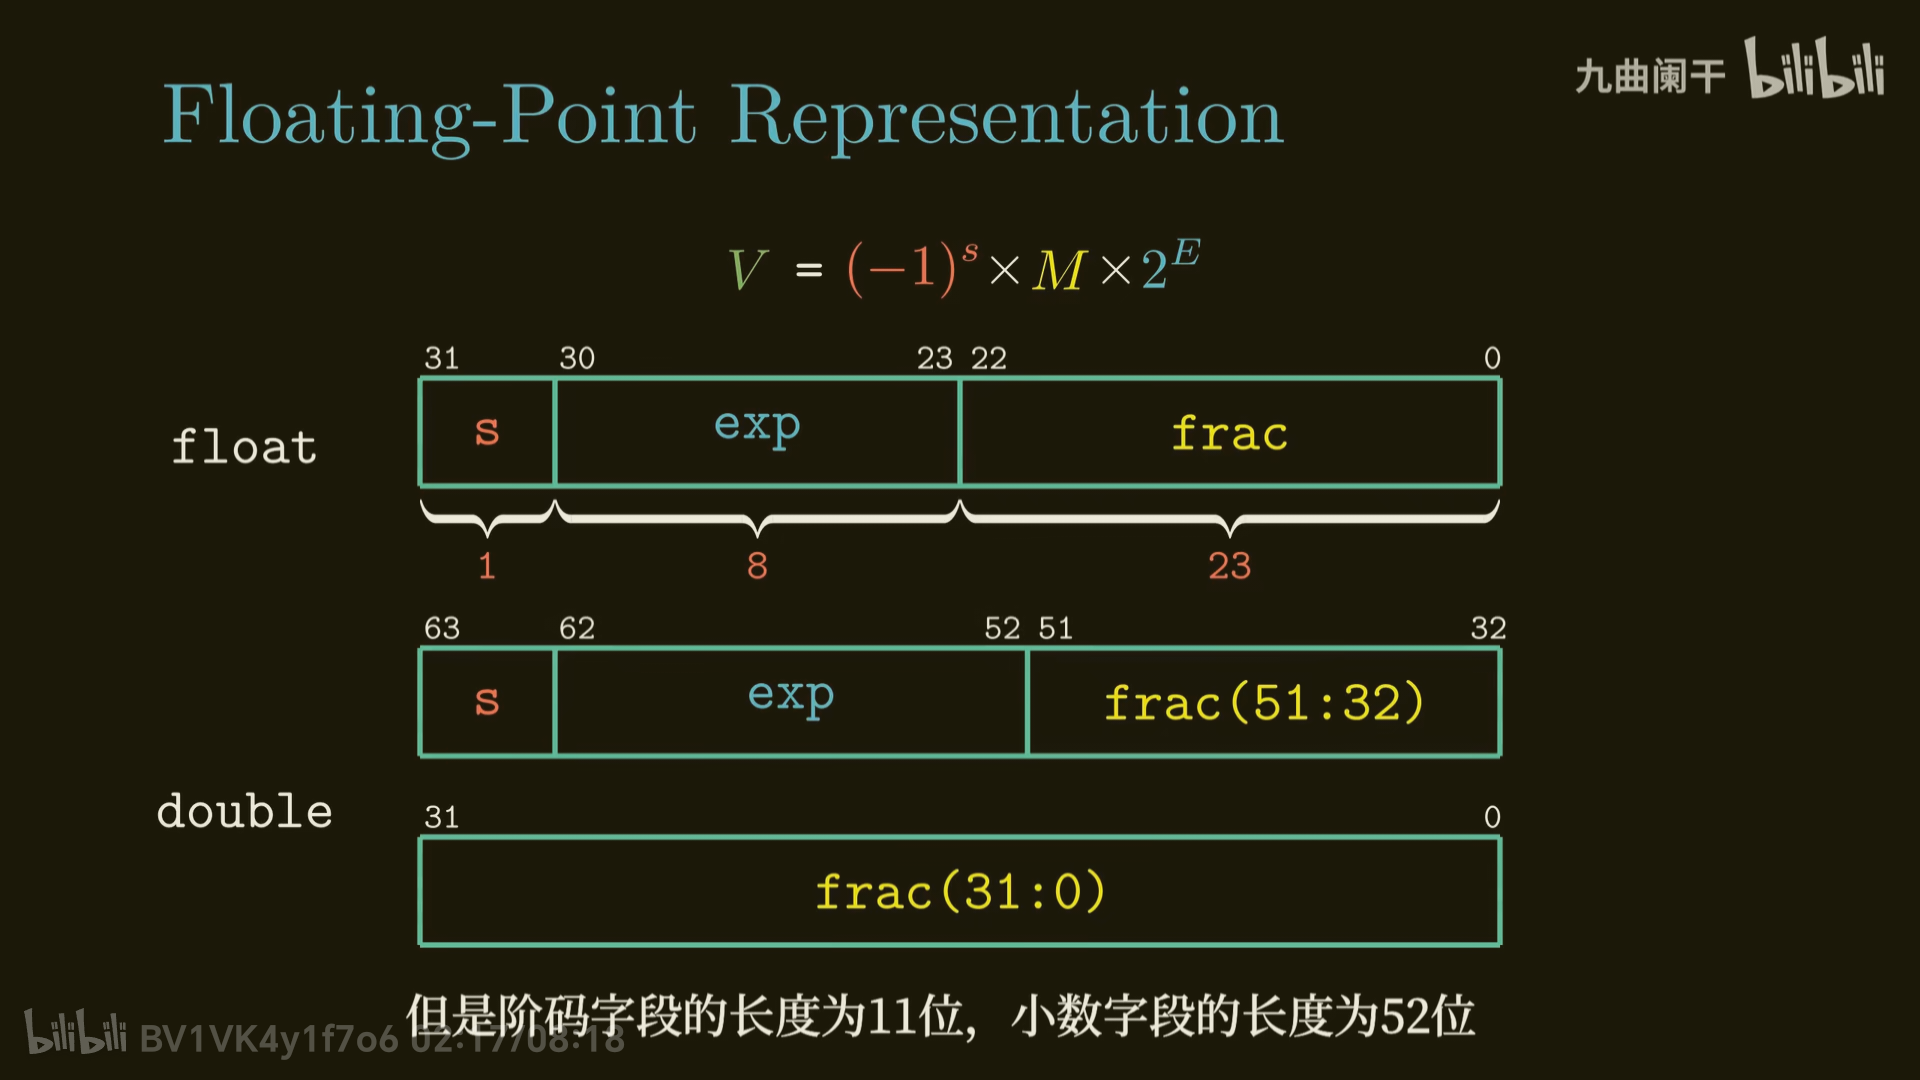 九曲阑干 bilibili
Floating-Point Representation
V = (−1)^s × M × 2^E
31 30 23 22 0
float s exp frac
1 8 23
63 62 52 51 32
s exp frac(51:32)
double
31 0
frac(31:0)
但是阶码字段的长度为11位，小数字段的长度为52位
bilibili BV1VK4y1f7o6 02:17/08:18